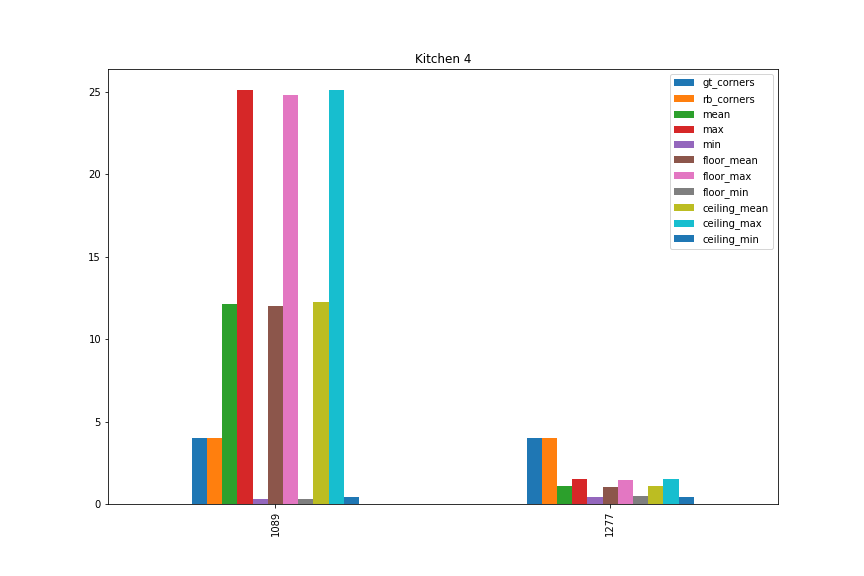 Kitchen 4
gt_corners
rb_corners
mean
max
min
floor_mean
floor_max
floor_min
ceiling_mean
ceiling_max
ceiling_min
25
20
15
10
5
0
1089
1277